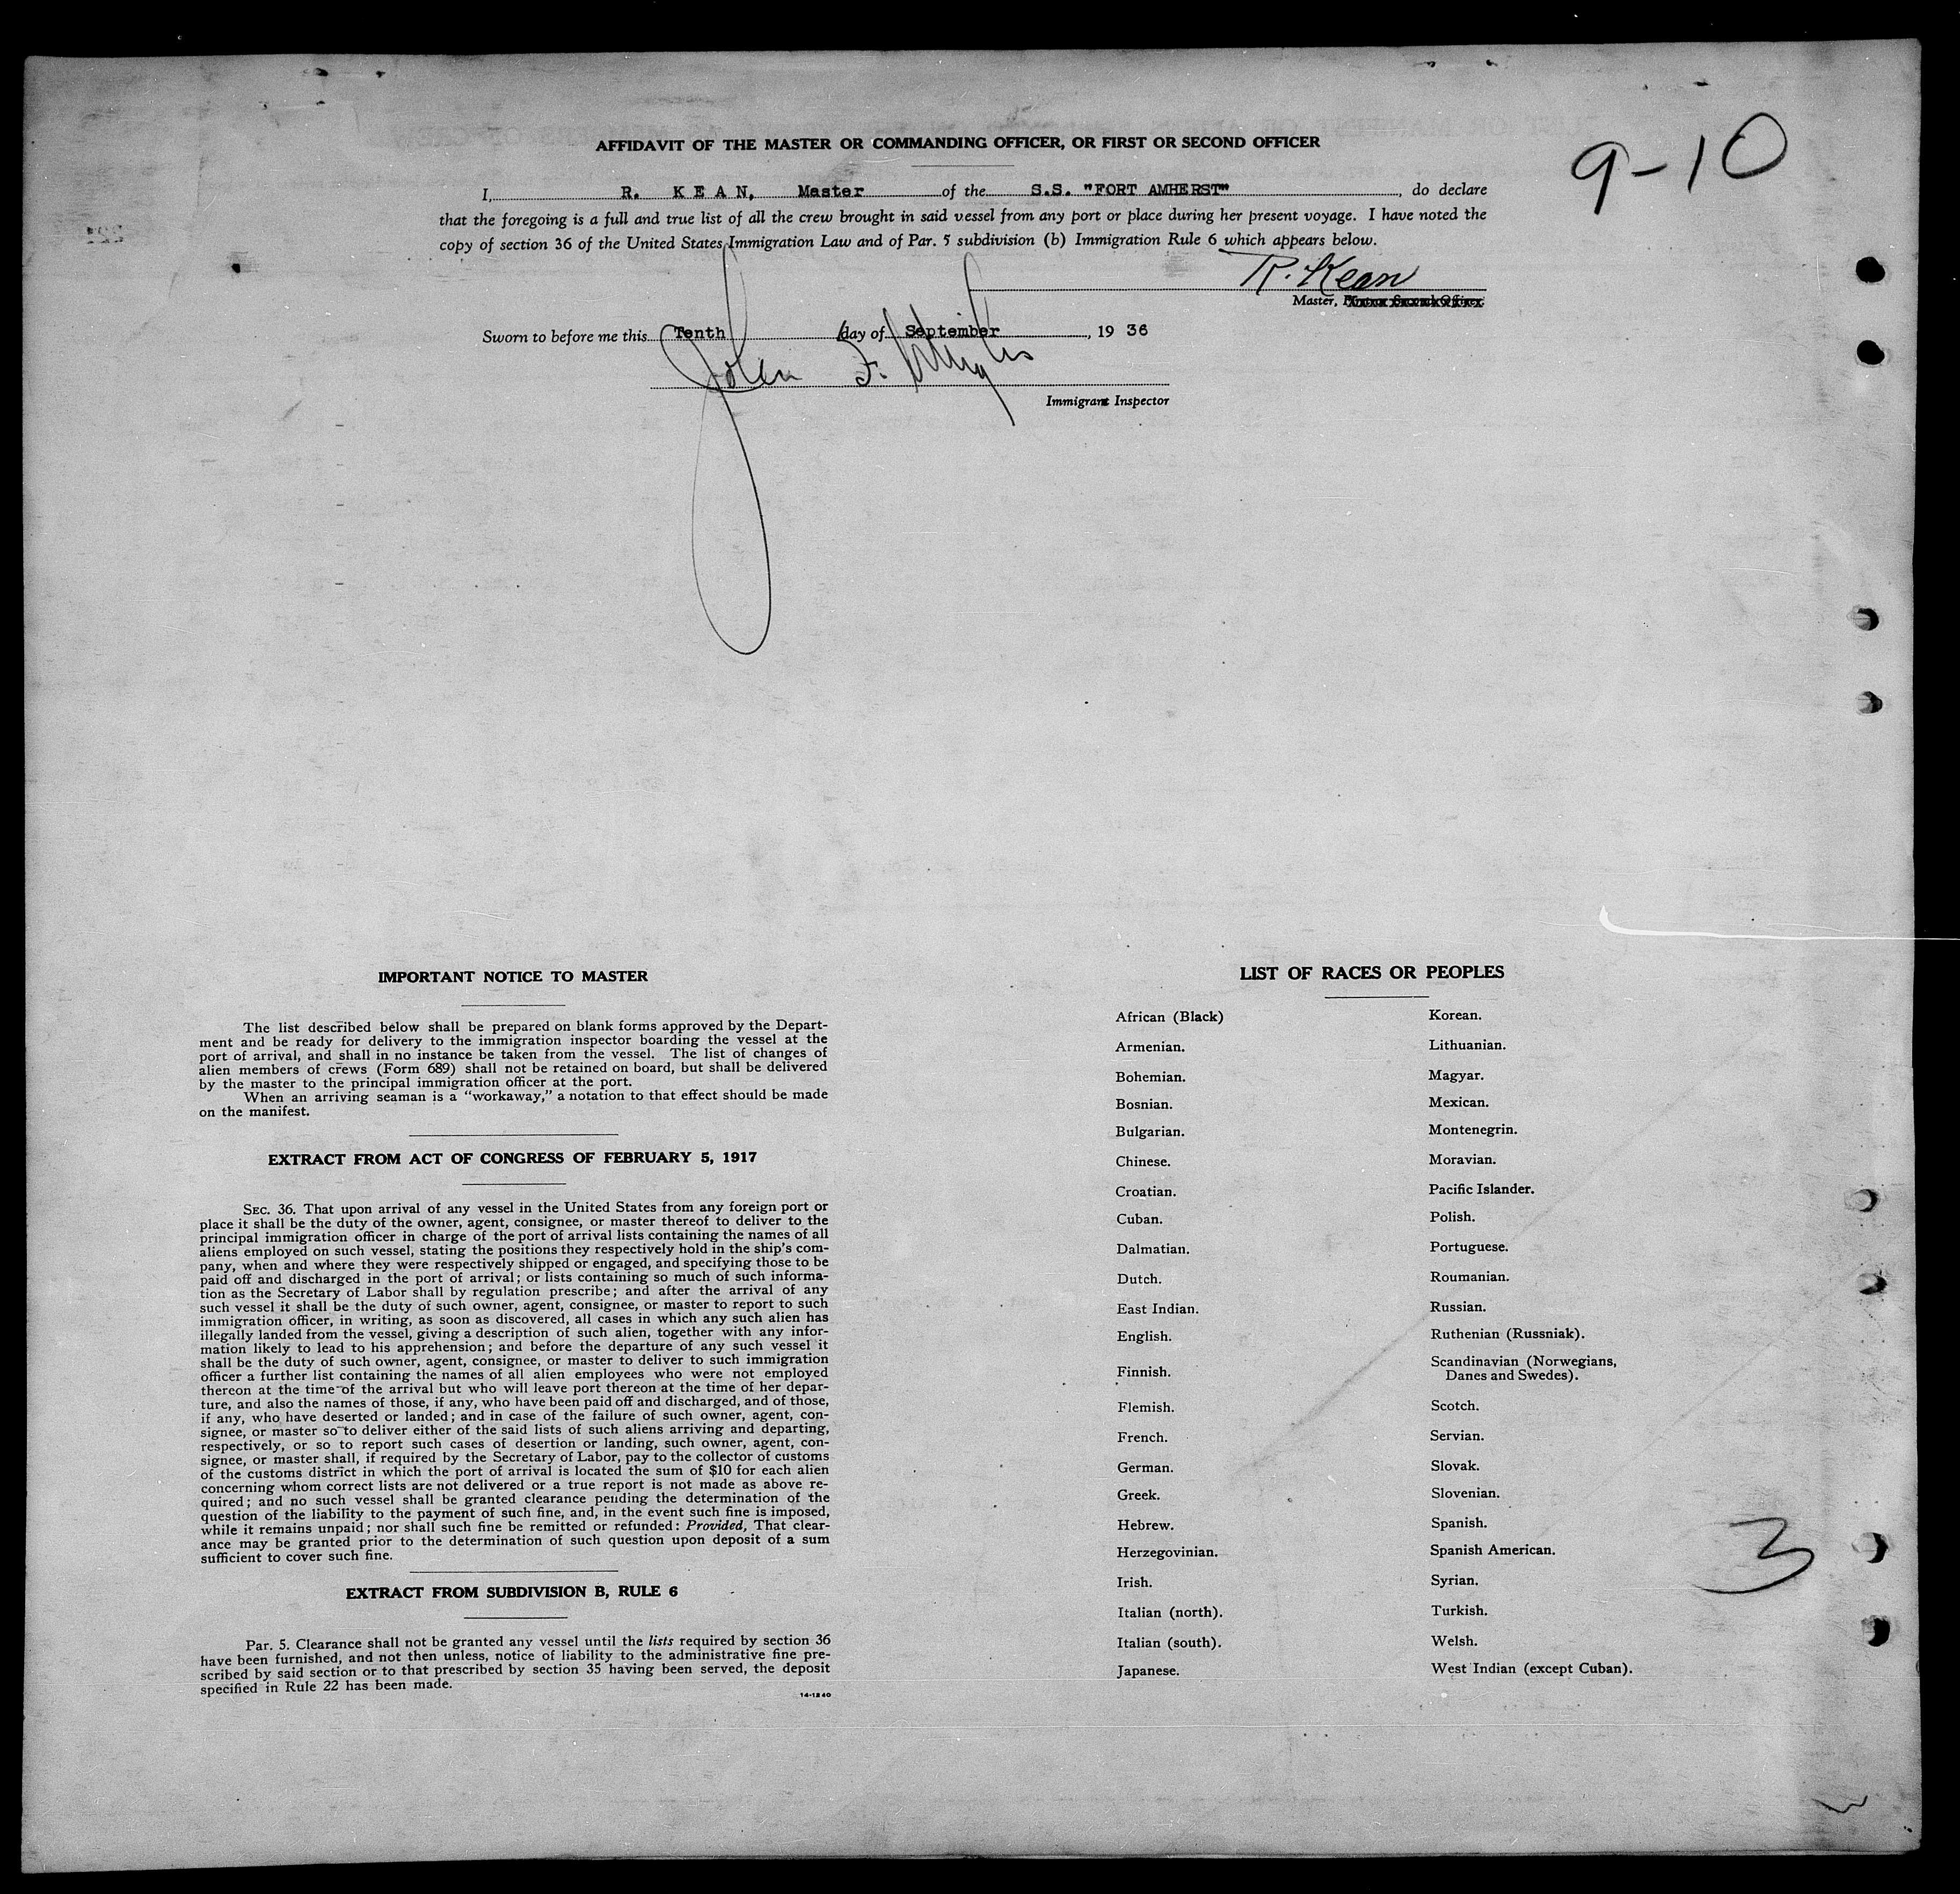 AFFIDAVIT OF THE MASTER OR COMMANDING OFFICER, OR FIRST OR SECOND OFFICER
9-10
I, R. KEAN, Master of the S.S. "FORT AMHERST", do declare
that the foregoing is a full and true list of all the crew brought in said vessel from any port or place during her present voyage. I have noted the
copy of section 36 of the United States Immigration Law and of Par. 5 subdivision (b) Immigration Rule 6 which appears below.
R. Kean
Master,
Sworn to before me this Tenth day of September, 19 36
John F.
Immigrant Inspector
IMPORTANT NOTICE TO MASTER
The list described below shall be prepared on blank forms approved by the Depart-
ment and be ready for delivery to the immigration inspector boarding the vessel at the
port of arrival, and shall in no instance be taken from the vessel. The list of changes of
alien members of crews (Form 689) shall not be retained on board, but shall be delivered
by the master to the principal immigration officer at the port.
When an arriving seaman is a "workaway," a notation to that effect should be made
on the manifest.
EXTRACT FROM ACT OF CONGRESS OF FEBRUARY 5, 1917
SEC. 36. That upon arrival of any vessel in the United States from any foreign port or
place it shall be the duty of the owner, agent, consignee, or master thereof to deliver to the
principal immigration officer in charge of the port of arrival lists containing the names of all
aliens employed on such vessel, stating the positions they respectively hold in the ship's com-
pany, when and where they were respectively shipped or engaged, and specifying those to be
paid off and discharged in the port of arrival; or lists containing so much of such informa-
tion as the Secretary of Labor shall by regulation prescribe; and after the arrival of any
such vessel it shall be the duty of such owner, agent, consignee, or master to report to such
immigration officer, in writing, as soon as discovered, all cases in which any such alien has
illegally landed from the vessel, giving a description of such alien, together with any infor-
mation likely to lead to his apprehension; and before the departure of any such vessel it
shall be the duty of such owner, agent, consignee, or master to deliver to such immigration
officer a further list containing the names of all alien employees who were not employed
thereon at the time of the arrival but who will leave port thereon at the time of her depar-
ture, and also the names of those, if any, who have been paid off and discharged, and of those,
if any, who have deserted or landed; and in case of the failure of such owner, agent, con-
signee, or master so to deliver either of the said lists of such aliens arriving and departing,
respectively, or so to report such cases of desertion or landing, such owner, agent, con-
signee, or master shall, if required by the Secretary of Labor, pay to the collector of customs
of the customs district in which the port of arrival is located the sum of $10 for each alien
concerning whom correct lists are not delivered or a true report is not made as above re-
quired; and no such vessel shall be granted clearance pending the determination of the
question of the liability to the payment of such fine, and, in the event such fine is imposed,
while it remains unpaid; nor shall such fine be remitted or refunded: Provided, That clear-
ance may be granted prior to the determination of such question upon deposit of a sum
sufficient to cover such fine.
EXTRACT FROM SUBDIVISION B, RULE 6
Par. 5. Clearance shall not be granted any vessel until the lists required by section 36
have been furnished, and not then unless, notice of liability to the administrative fine pre-
scribed by said section or to that prescribed by section 35 having been served, the deposit
specified in Rule 22 has been made.
14-1240
LIST OF RACES OR PEOPLES
African (Black)
Armenian.
Bohemian.
Bosnian.
Bulgarian.
Chinese.
Croatian.
Cuban.
Dalmatian.
Dutch.
East Indian.
English.
Finnish.
Flemish.
French.
German.
Greek.
Hebrew.
Herzegovinian.
Irish.
Italian (north).
Italian (south).
Japanese.
Korean.
Lithuanian.
Magyar.
Mexican.
Montenegrin.
Moravian.
Pacific Islander.
Polish.
Portuguese.
Roumanian.
Russian.
Ruthenian (Russniak).
Scandinavian (Norwegians,
Danes and Swedes).
Scotch.
Servian.
Slovak.
Slovenian.
Spanish.
Spanish American.
Syrian.
Turkish.
Welsh.
West Indian (except Cuban).
3